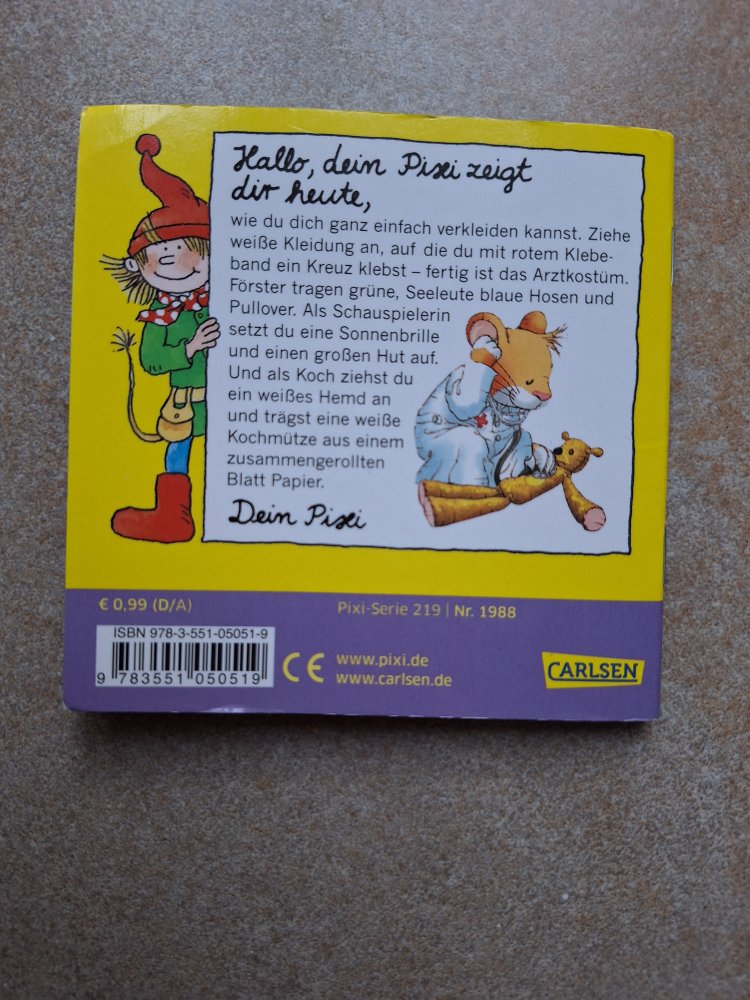 Hallo, dein Pixi zeigt
dir heute,
wie du dich ganz einfach verkleiden kannst. Ziehe
weiße Kleidung an, auf die du mit rotem Klebe-
band ein Kreuz klebst – fertig ist das Arztkostüm.
Förster tragen grüne, Seeleute blaue Hosen und
Pullover. Als Schauspielerin
setzt du eine Sonnenbrille
und einen großen Hut auf.
Und als Koch ziehst du
ein weißes Hemd an
und trägst eine weiße
Kochmütze aus einem
zusammengerollten
Blatt Papier.
Dein Pixi
€ 0,99 (D/A)
Pixi-Serie 219 | Nr. 1988
ISBN 978-3-551-05051-9
9 783551 050519
CE
www.pixi.de
www.carlsen.de
CARLSEN